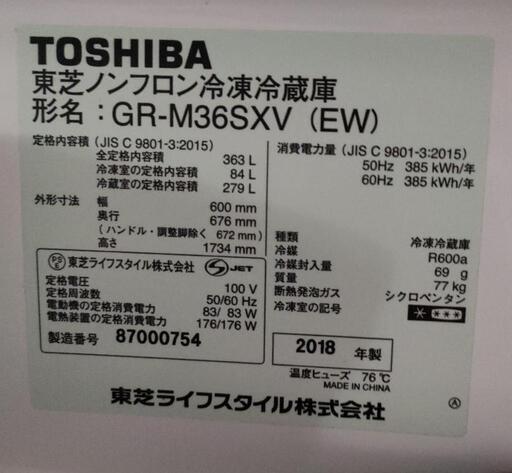 TOSHIBA
東芝ノンフロン冷凍冷蔵庫
形名：GR-M36SXV（EW）
定格内容積（JIS C 9801-3:2015）
全定格内容積 363 L
冷凍室の定格内容積 84 L
冷蔵室の定格内容積 279 L
外形寸法 幅 600 mm
奥行 676 mm
（ハンドル・調整脚除く 672 mm）
高さ 1734 mm
消費電力量（JIS C 9801-3:2015）
50Hz 385 kWh/年
60Hz 385 kWh/年
種類 冷凍冷蔵庫
冷媒 R600a
冷媒封入量 69 g
質量 77 kg
断熱発泡ガス シクロペンタン
冷凍室の記号 * ***
PS E 東芝ライフスタイル株式会社 S JET
定格電圧 100 V
定格周波数 50/60 Hz
電動機の定格消費電力 83/ 83 W
電熱装置の定格消費電力 176/176 W
製造番号 87000754
2018 年製
温度ヒューズ 76℃
MADE IN CHINA
東芝ライフスタイル株式会社
Ⓐ